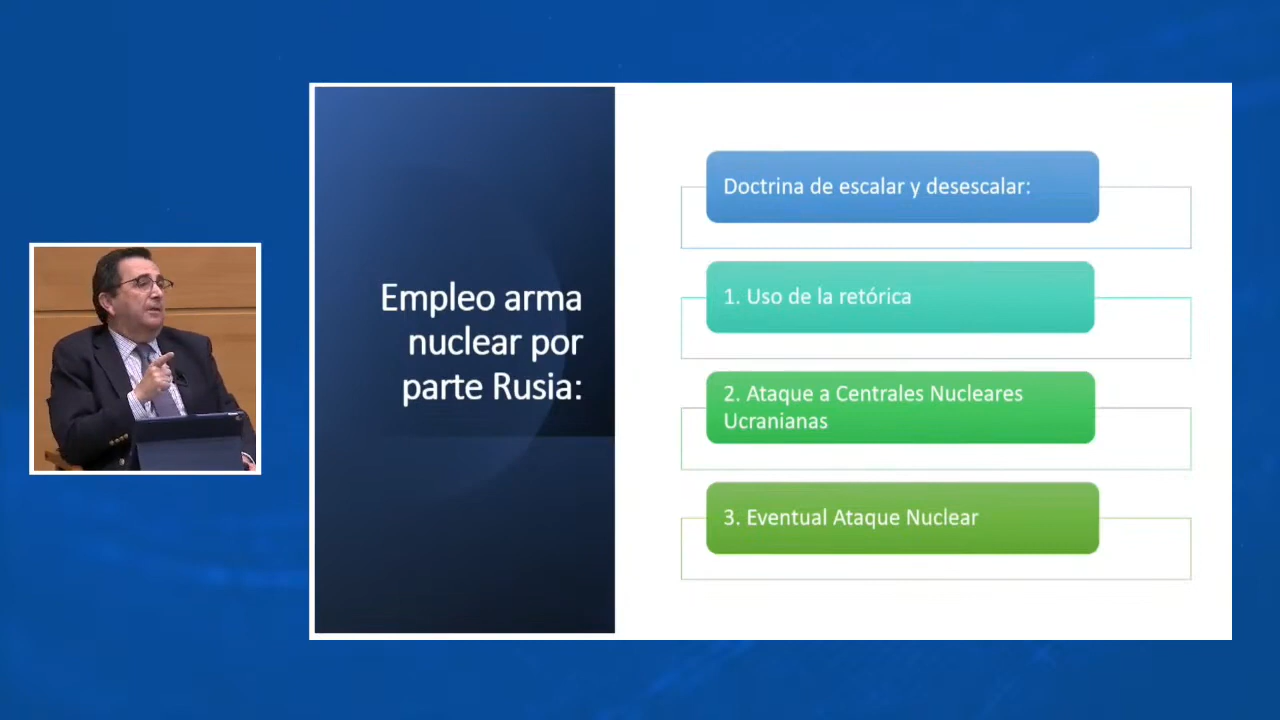 Empleo arma
nuclear por
parte Rusia:
Doctrina de escalar y desescalar:
1. Uso de la retórica
2. Ataque a Centrales Nucleares
Ucranianas
3. Eventual Ataque Nuclear